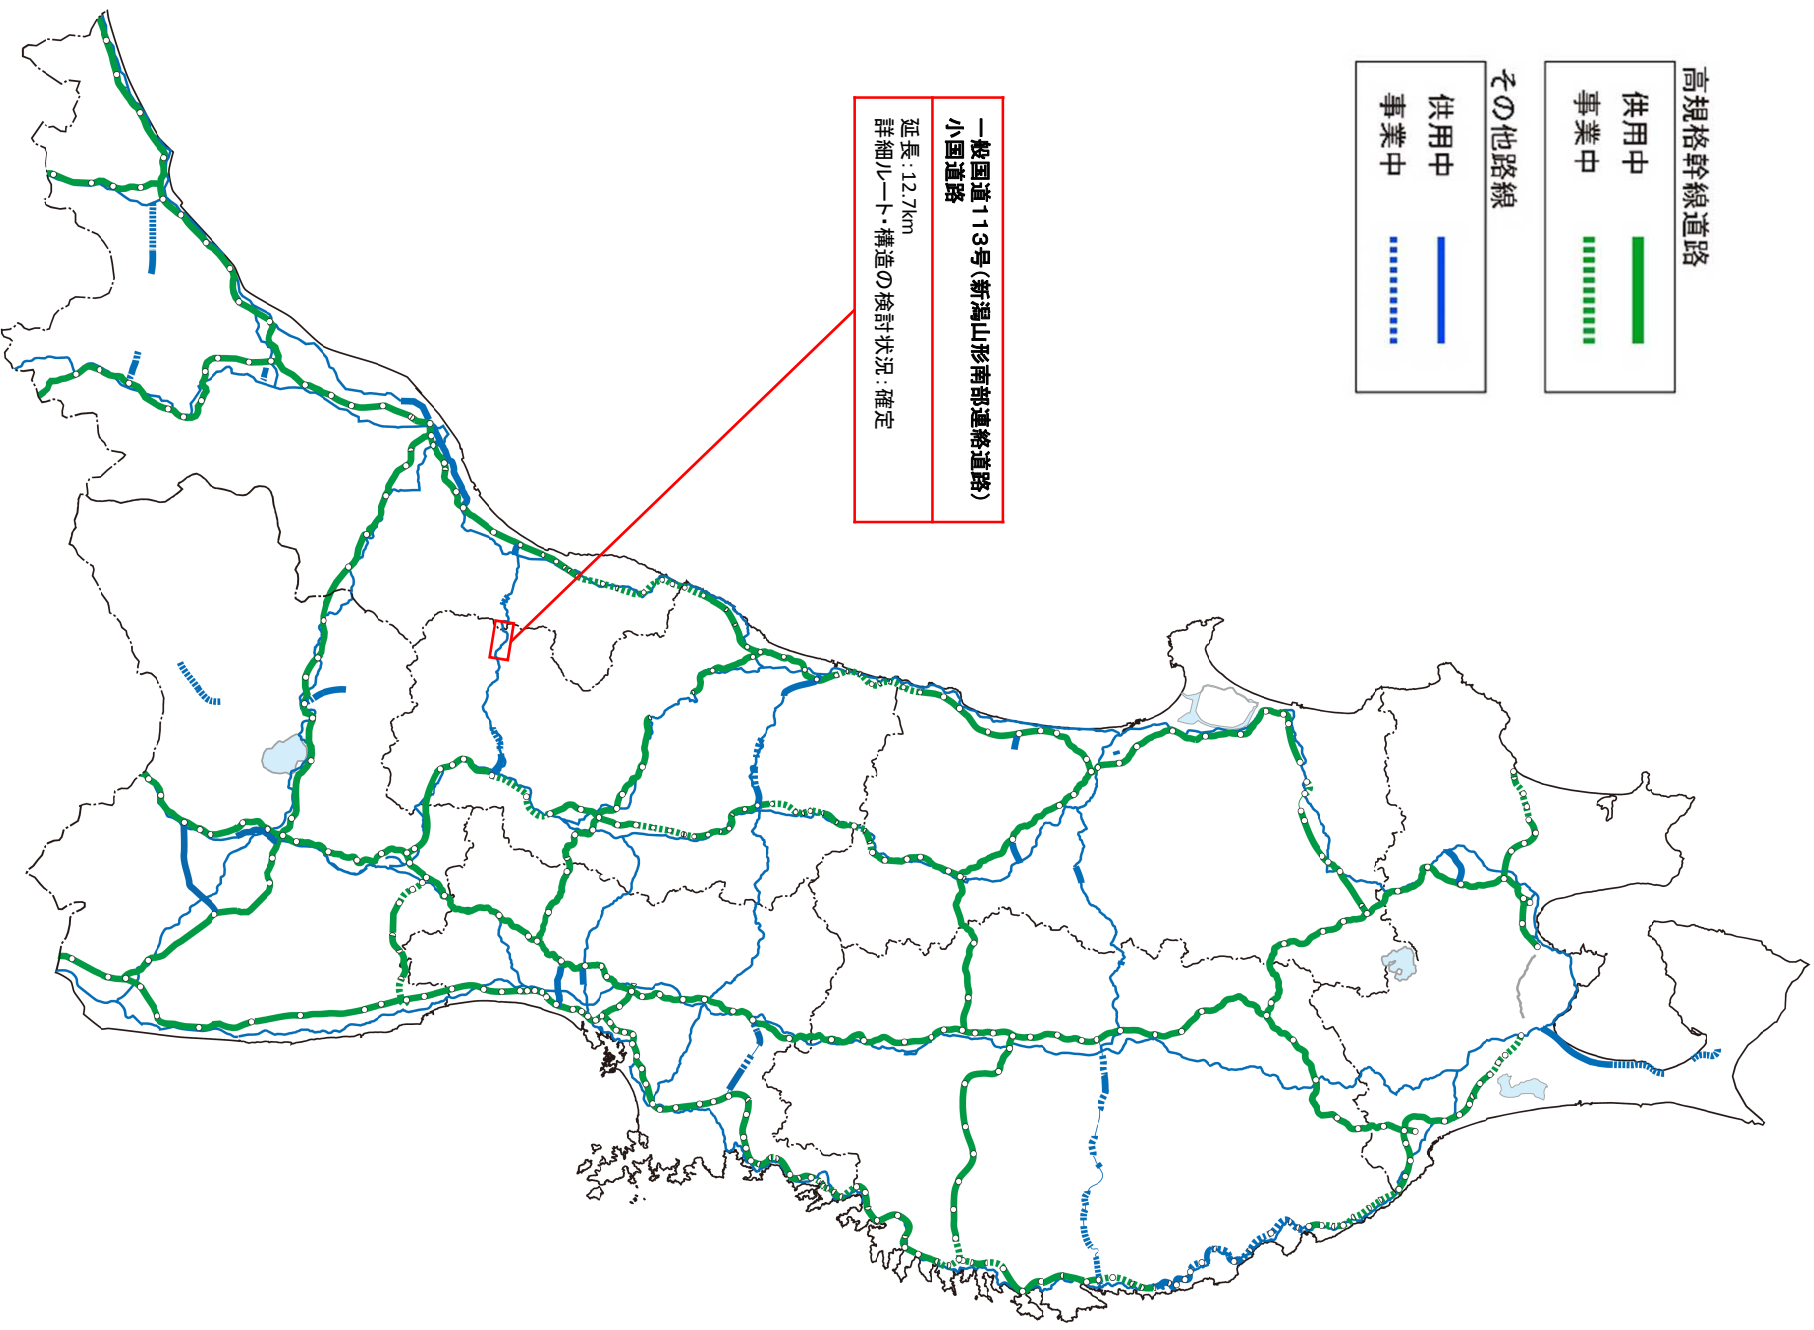 高規格幹線道路
供用中
事業中
その他路線
供用中
事業中
一般国道113号(新潟山形南部連絡道路)
小国道路
延長:12.7km
詳細ルート・構造の検討状況:確定